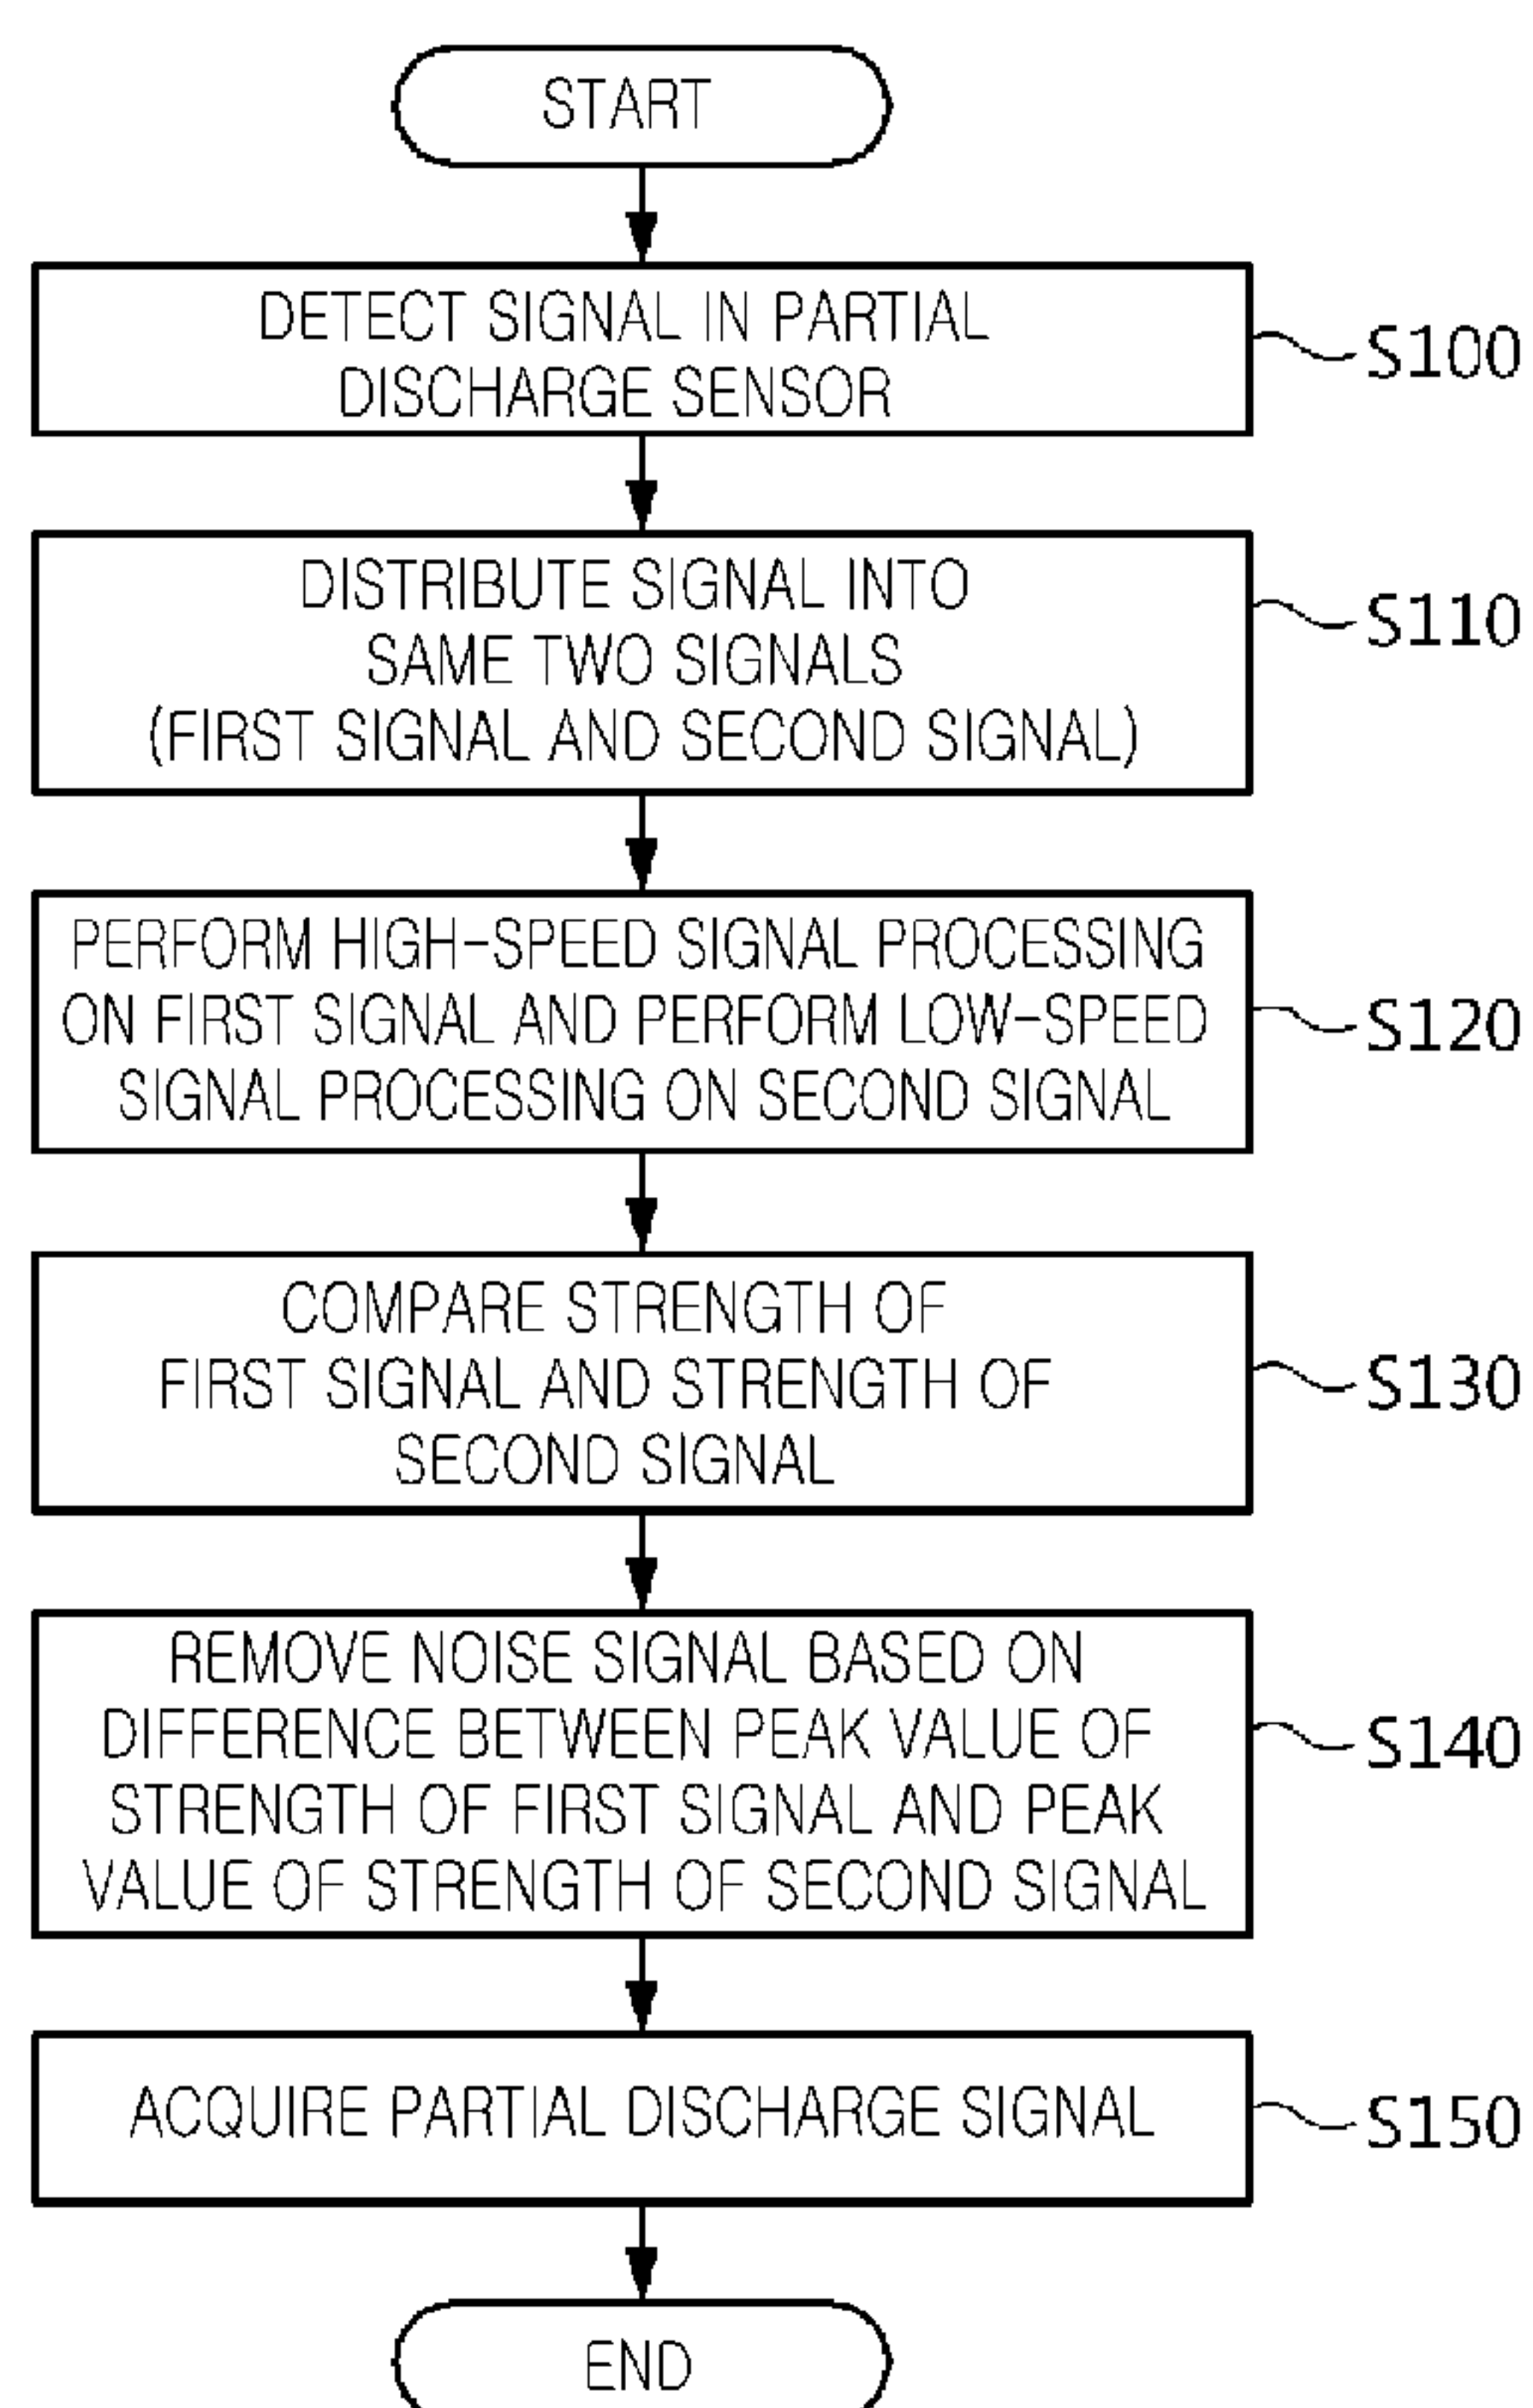 START
DETECT SIGNAL IN PARTIAL
DISCHARGE SENSOR
S100
DISTRIBUTE SIGNAL INTO
SAME TWO SIGNALS
(FIRST SIGNAL AND SECOND SIGNAL)
S110
PERFORM HIGH-SPEED SIGNAL PROCESSING
ON FIRST SIGNAL AND PERFORM LOW-SPEED
SIGNAL PROCESSING ON SECOND SIGNAL
S120
COMPARE STRENGTH OF
FIRST SIGNAL AND STRENGTH OF
SECOND SIGNAL
S130
REMOVE NOISE SIGNAL BASED ON
DIFFERENCE BETWEEN PEAK VALUE OF
STRENGTH OF FIRST SIGNAL AND PEAK
VALUE OF STRENGTH OF SECOND SIGNAL
S140
ACQUIRE PARTIAL DISCHARGE SIGNAL
S150
END